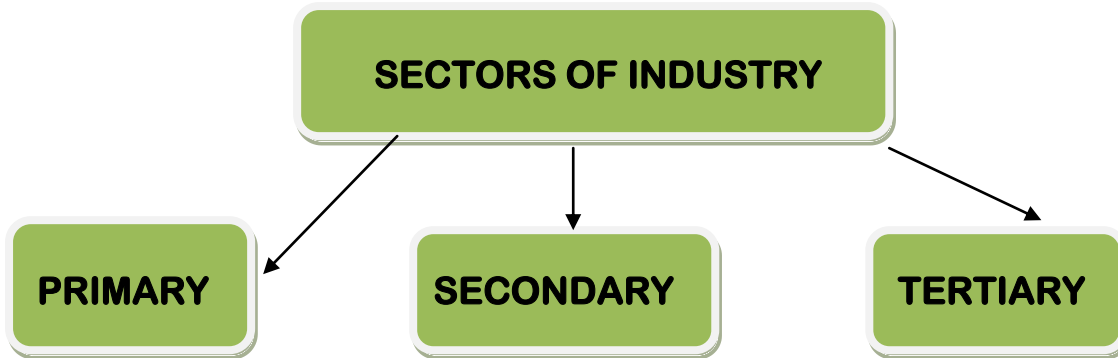 SECTORS OF INDUSTRY
PRIMARY
SECONDARY
TERTIARY